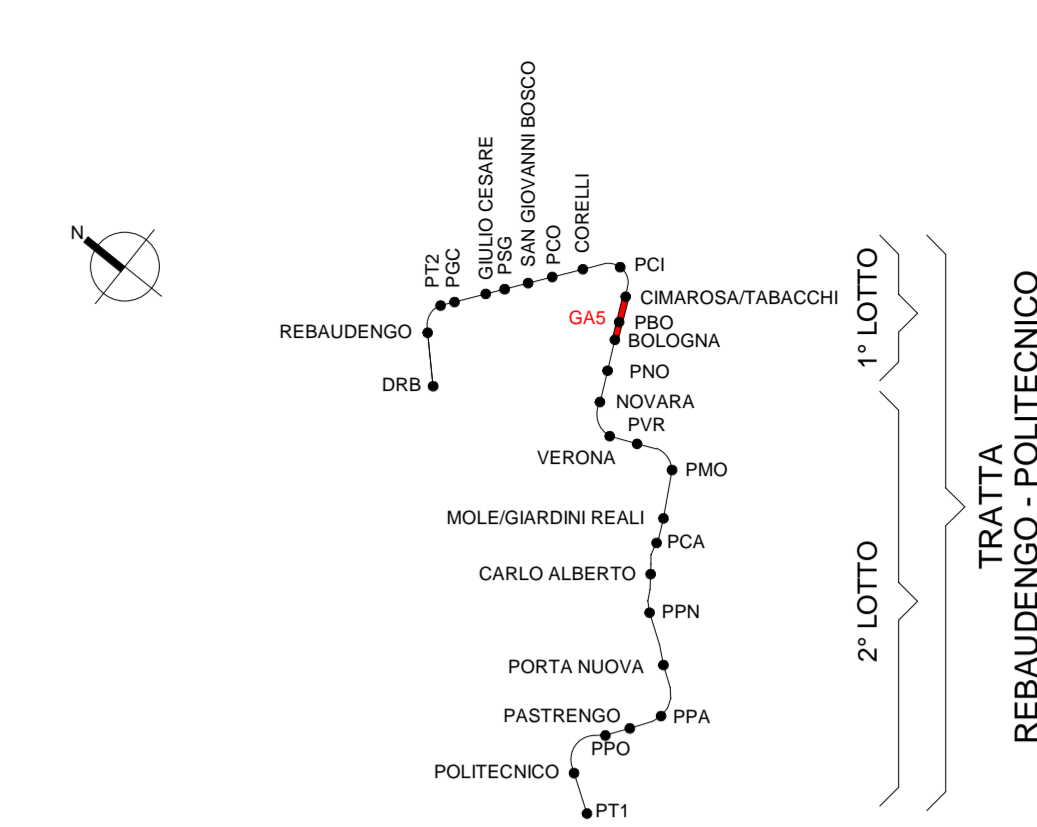 N
PT2
PGC
GIULIO CESARE
PSG
SAN GIOVANNI BOSCO
PCO
CORELLI
PCI
CIMAROSA/TABACCHI
GA5
PBO
BOLOGNA
REBAUDENGO
DRB
PNO
NOVARA
PVR
VERONA
PMO
MOLE/GIARDINI REALI
PCA
CARLO ALBERTO
PPN
PORTA NUOVA
PASTRENGO
PPA
PPO
POLITECNICO
PT1
1° LOTTO
2° LOTTO
TRATTA
REBAUDENGO - POLITECNICO